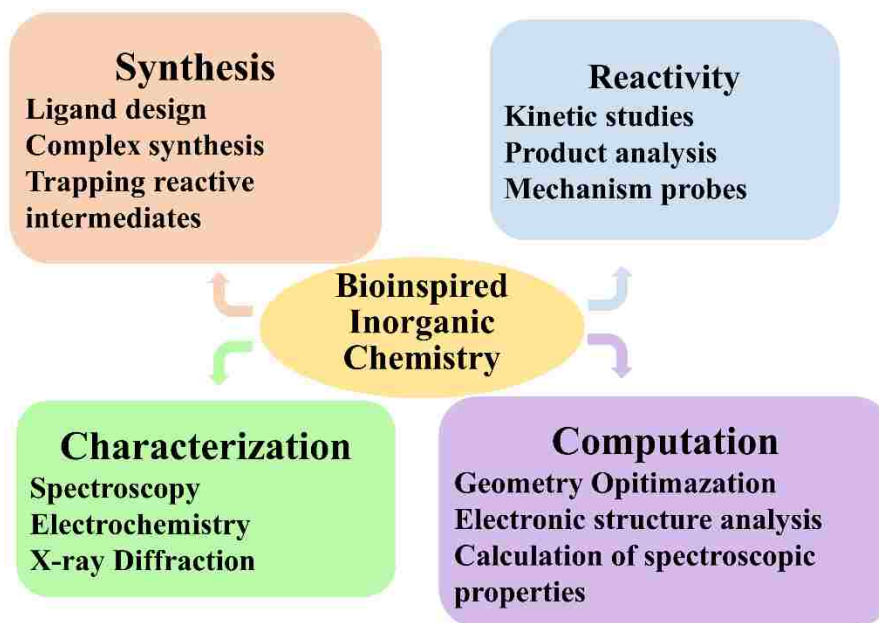 Synthesis
Ligand design
Complex synthesis
Trapping reactive
intermediates
Reactivity
Kinetic studies
Product analysis
Mechanism probes
Bioinspired
Inorganic
Chemistry
Characterization
Spectroscopy
Electrochemistry
X-ray Diffraction
Computation
Geometry Opitimazation
Electronic structure analysis
Calculation of spectroscopic
properties